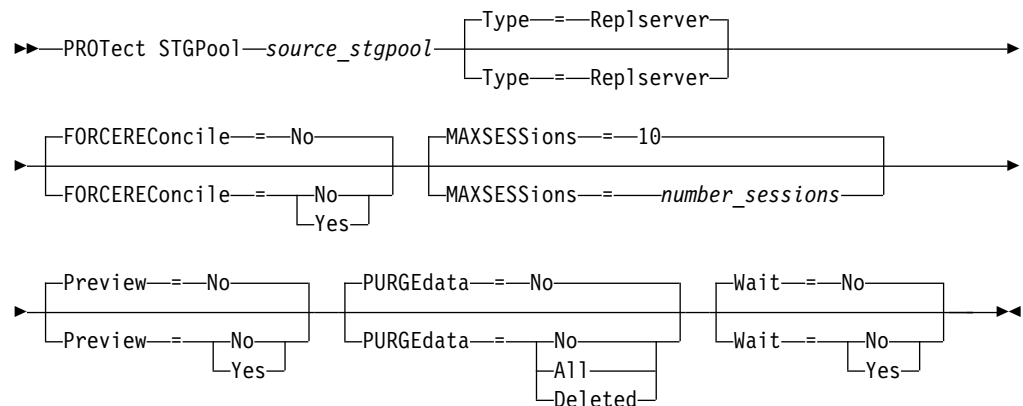 Type = Replserver
PROTect STGPool source_stgpool
Type = Replserver
FORCEREConcile = No MAXSESSions = 10
FORCEREConcile = No MAXSESSions = number_sessions
Yes
Preview = No PURGEdata = No Wait = No
Preview = No PURGEdata = No Wait = No
Yes All Yes
Deleted